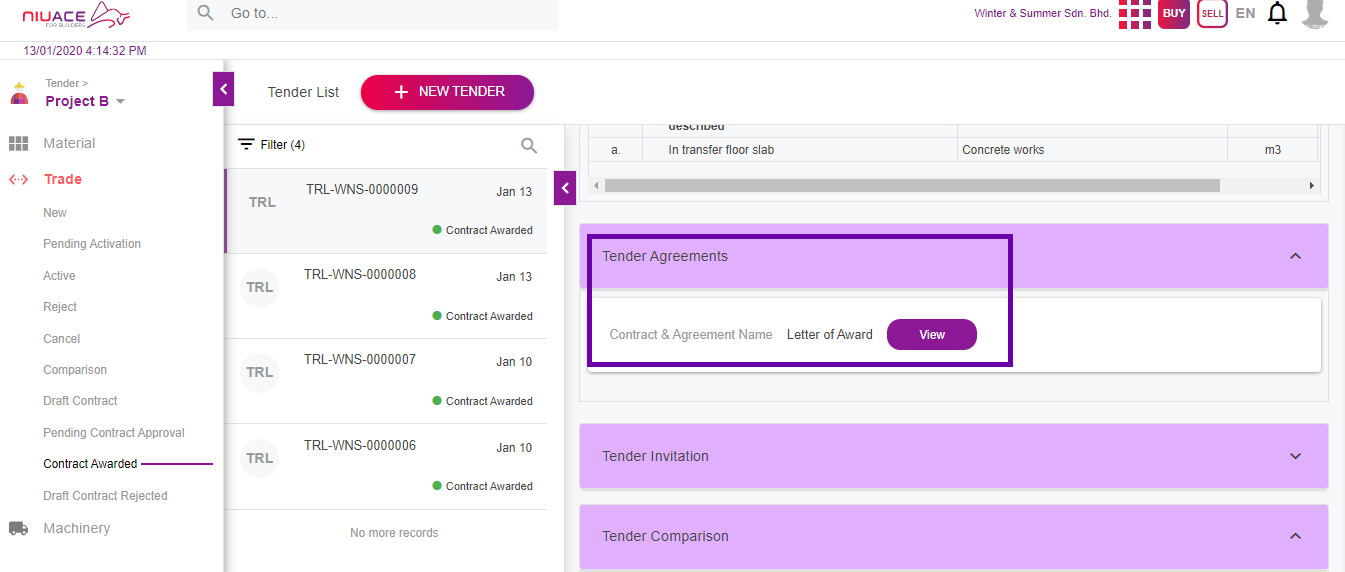 NIUACE
FOR BUILDERS
Go to...
Winter & Summer Sdn. Bhd.
BUY
SELL
EN
13/01/2020 4:14:32 PM
Tender >
Project B
Material
Trade
New
Pending Activation
Active
Reject
Cancel
Comparison
Draft Contract
Pending Contract Approval
Contract Awarded
Draft Contract Rejected
Machinery
Tender List
+ NEW TENDER
Filter (4)
TRL
TRL-WNS-0000009
Jan 13
Contract Awarded
TRL
TRL-WNS-0000008
Jan 13
Contract Awarded
TRL
TRL-WNS-0000007
Jan 10
Contract Awarded
TRL
TRL-WNS-0000006
Jan 10
Contract Awarded
No more records
described
a. In transfer floor slab Concrete works m3
Tender Agreements
Contract & Agreement Name Letter of Award View
Tender Invitation
Tender Comparison